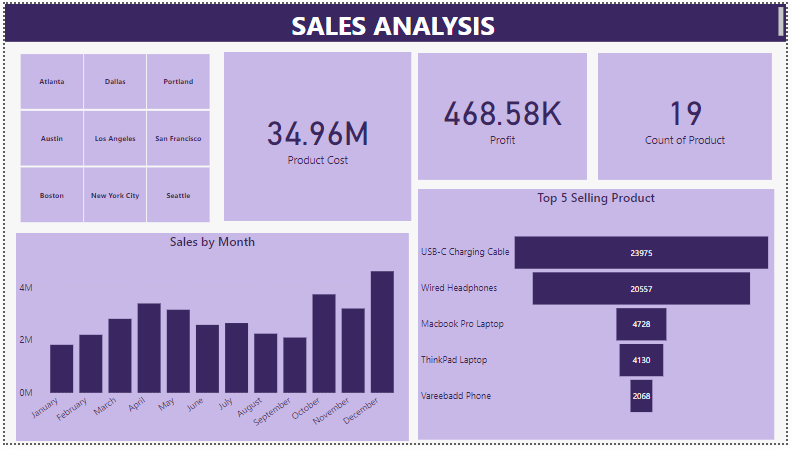 SALES ANALYSIS
Atlanta
Dallas
Portland
Austin
Los Angeles
San Francisco
Boston
New York City
Seattle
34.96M
Product Cost
468.58K
Profit
19
Count of Product
Sales by Month
4M
2M
0M
January
February
March
April
May
June
July
August
September
October
November
December
Top 5 Selling Product
USB-C Charging Cable
23975
Wired Headphones
20557
Macbook Pro Laptop
4728
ThinkPad Laptop
4130
Vareebadd Phone
2068